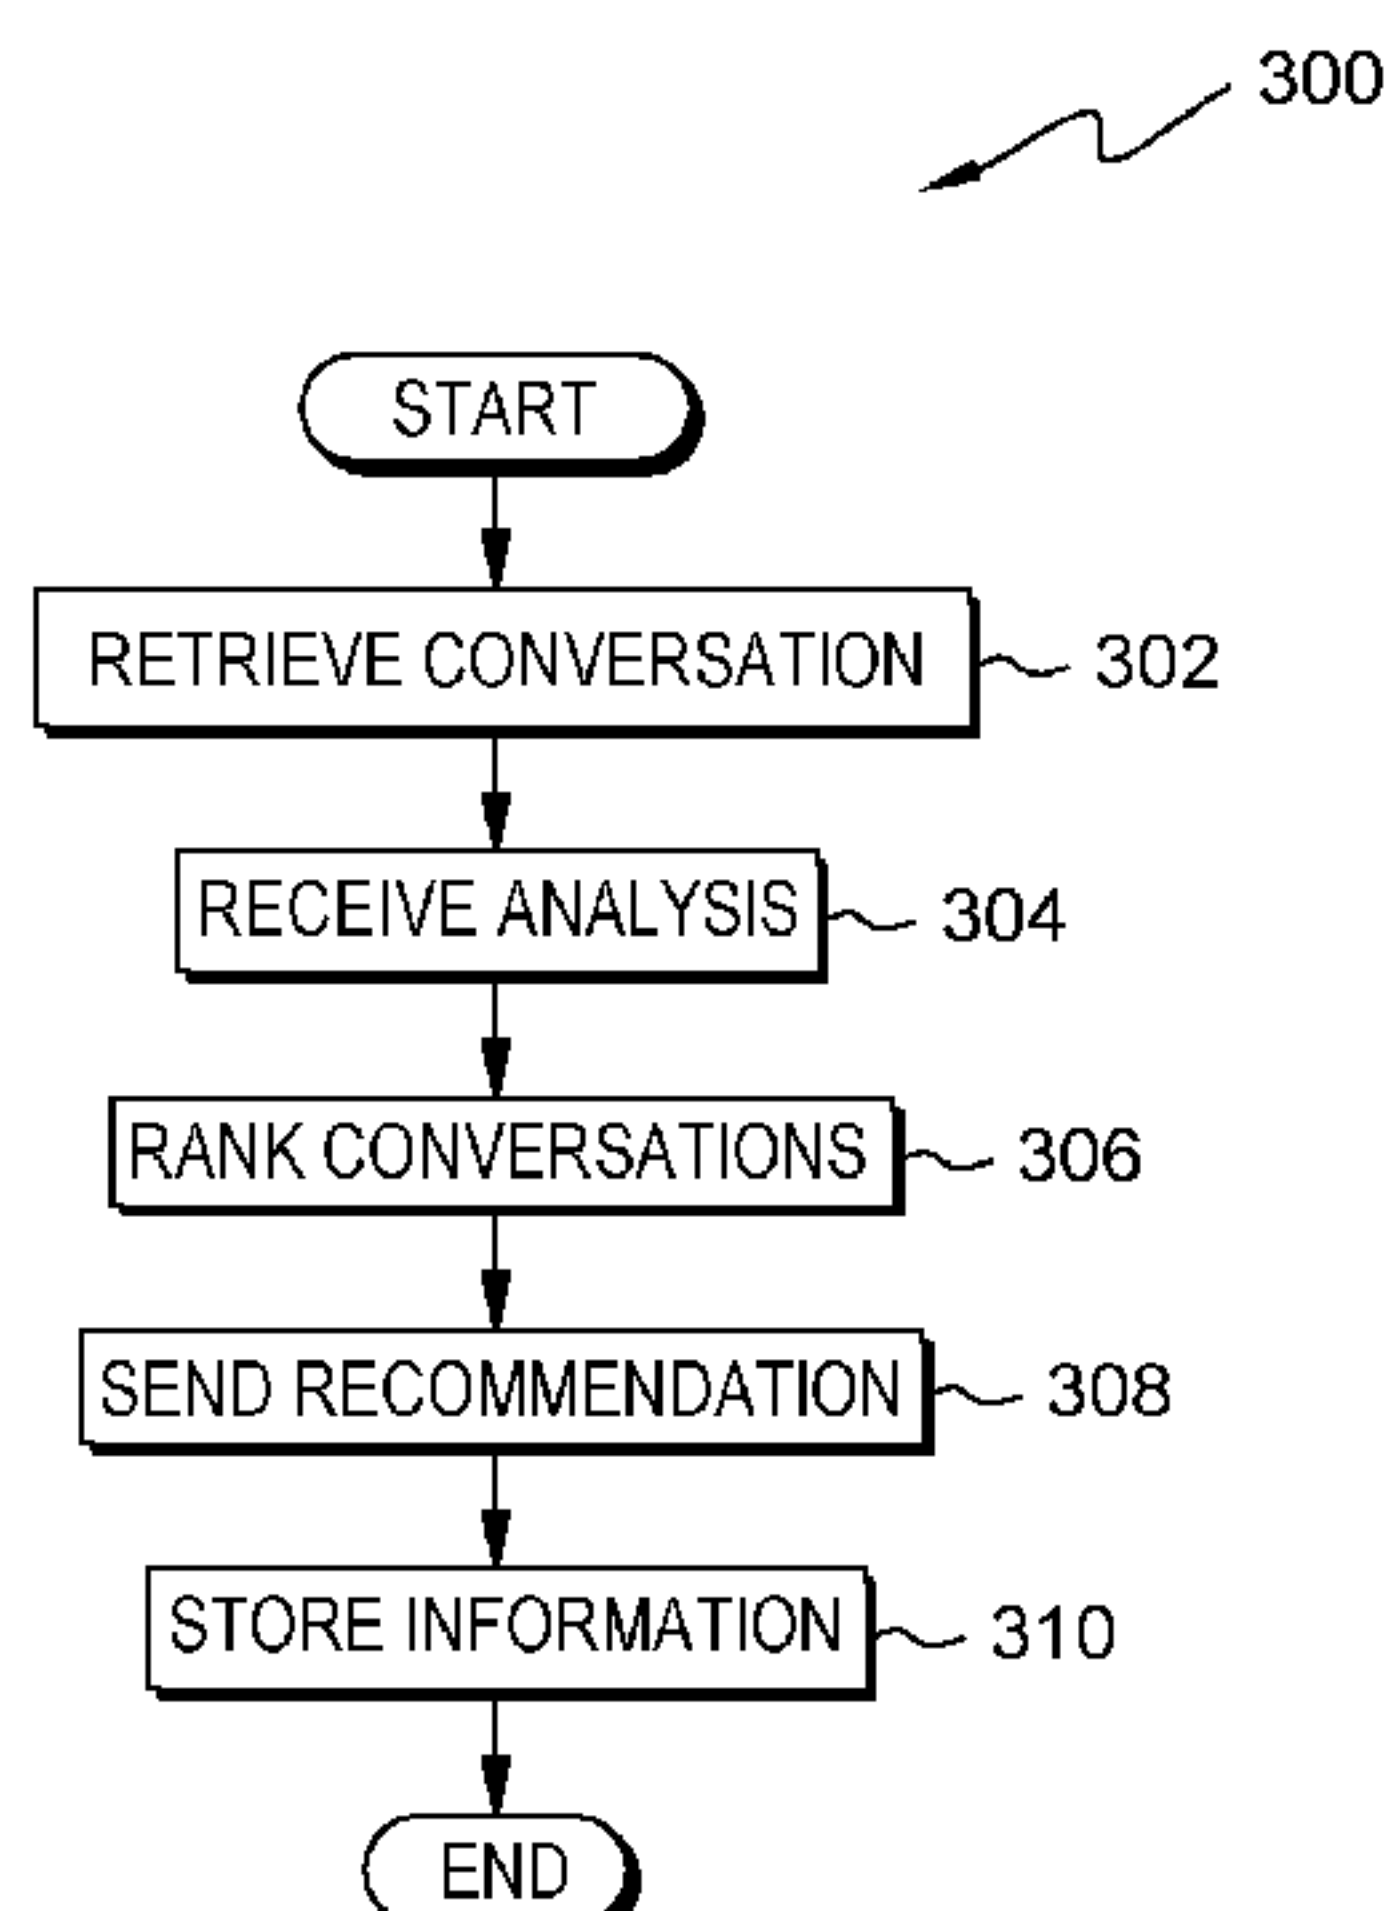 300
START
RETRIEVE CONVERSATION 302
RECEIVE ANALYSIS 304
RANK CONVERSATIONS 306
SEND RECOMMENDATION 308
STORE INFORMATION 310
END